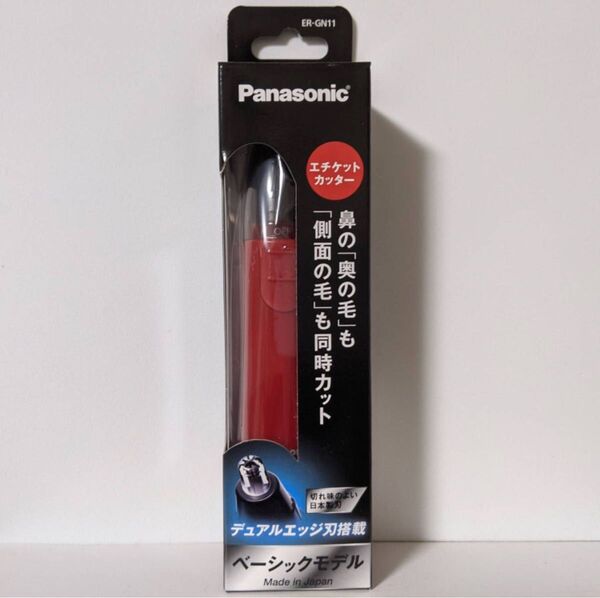 ER-GN11
Panasonic
エチケット
カッター
鼻の「奥の毛」も
「側面の毛」も同時カット
切れ味のよい
日本製刃
デュアルエッジ刃搭載
ベーシックモデル
Made in Japan